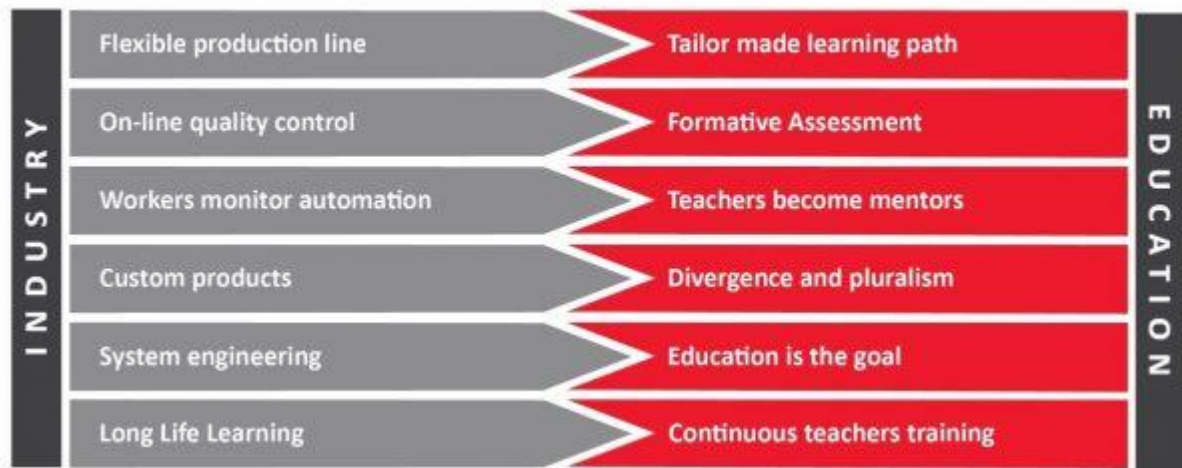 INDUSTRY
Flexible production line
Tailor made learning path
On-line quality control
Formative Assessment
Workers monitor automation
Teachers become mentors
Custom products
Divergence and pluralism
System engineering
Education is the goal
Long Life Learning
Continuous teachers training
EDUCATION